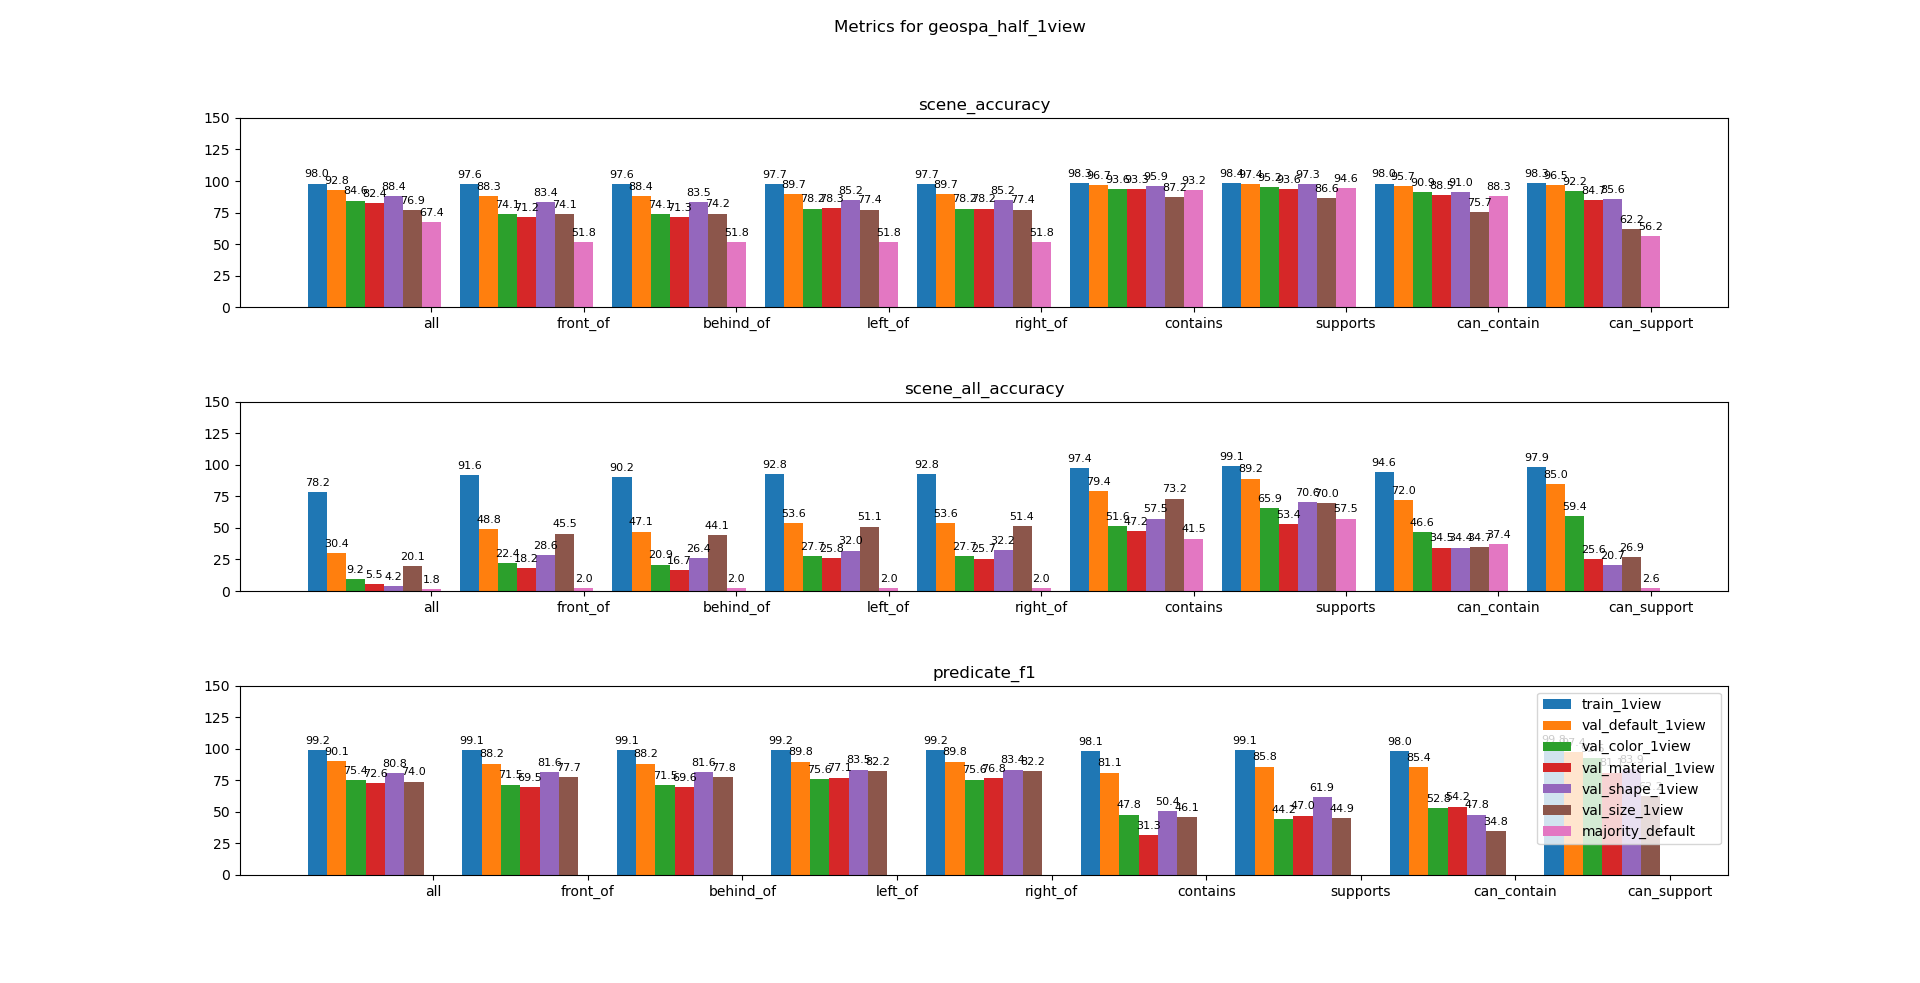 Metrics for geospa_half_1view
scene_accuracy
150
125
100
75
50
25
0
98.0 92.8 84.6 82.4 88.4 76.9 67.4
97.6 88.3 74.1 71.2 83.4 74.1 51.8
97.6 88.4 74.1 71.3 83.5 74.2 51.8
97.7 89.7 78.2 78.3 85.2 77.4 51.8
97.7 89.7 78.2 78.2 85.2 77.4 51.8
98.3 96.7 93.6 93.3 95.9 87.2 93.2
98.4 97.4 95.2 93.6 97.3 86.6 94.6
98.0 95.7 90.9 88.5 91.0 75.7 88.3
98.3 96.5 92.2 84.7 85.6 62.2 56.2
all front_of behind_of left_of right_of contains supports can_contain can_support
scene_all_accuracy
150
125
100
75
50
25
0
78.2 30.4 9.2 5.5 4.2 20.1 1.8
91.6 48.8 22.4 18.2 28.6 45.5 2.0
90.2 47.1 20.9 16.7 26.4 44.1 2.0
92.8 53.6 27.7 25.8 32.0 51.1 2.0
92.8 53.6 27.7 25.7 32.2 51.4 2.0
97.4 79.4 51.6 47.2 57.5 73.2 41.5
99.1 89.2 65.9 53.4 70.6 70.0 57.5
94.6 72.0 46.6 34.5 34.4 34.7 37.4
97.9 85.0 59.4 25.6 20.7 26.9 2.6
all front_of behind_of left_of right_of contains supports can_contain can_support
predicate_f1
150
125
100
75
50
25
0
99.2 90.1 75.4 72.6 80.8 74.0
99.1 88.2 71.5 69.5 81.6 77.7
99.1 88.2 71.5 69.6 81.6 77.8
99.2 89.8 75.6 77.1 83.5 82.2
99.2 89.8 75.6 76.8 83.4 82.2
98.1 81.1 47.8 31.3 50.4 46.1
99.1 85.8 44.2 47.0 61.9 44.9
98.0 85.4 52.8 54.2 47.8 34.8
all front_of behind_of left_of right_of contains supports can_contain can_support
train_1view
val_default_1view
val_color_1view
val_material_1view
val_shape_1view
val_size_1view
majority_default